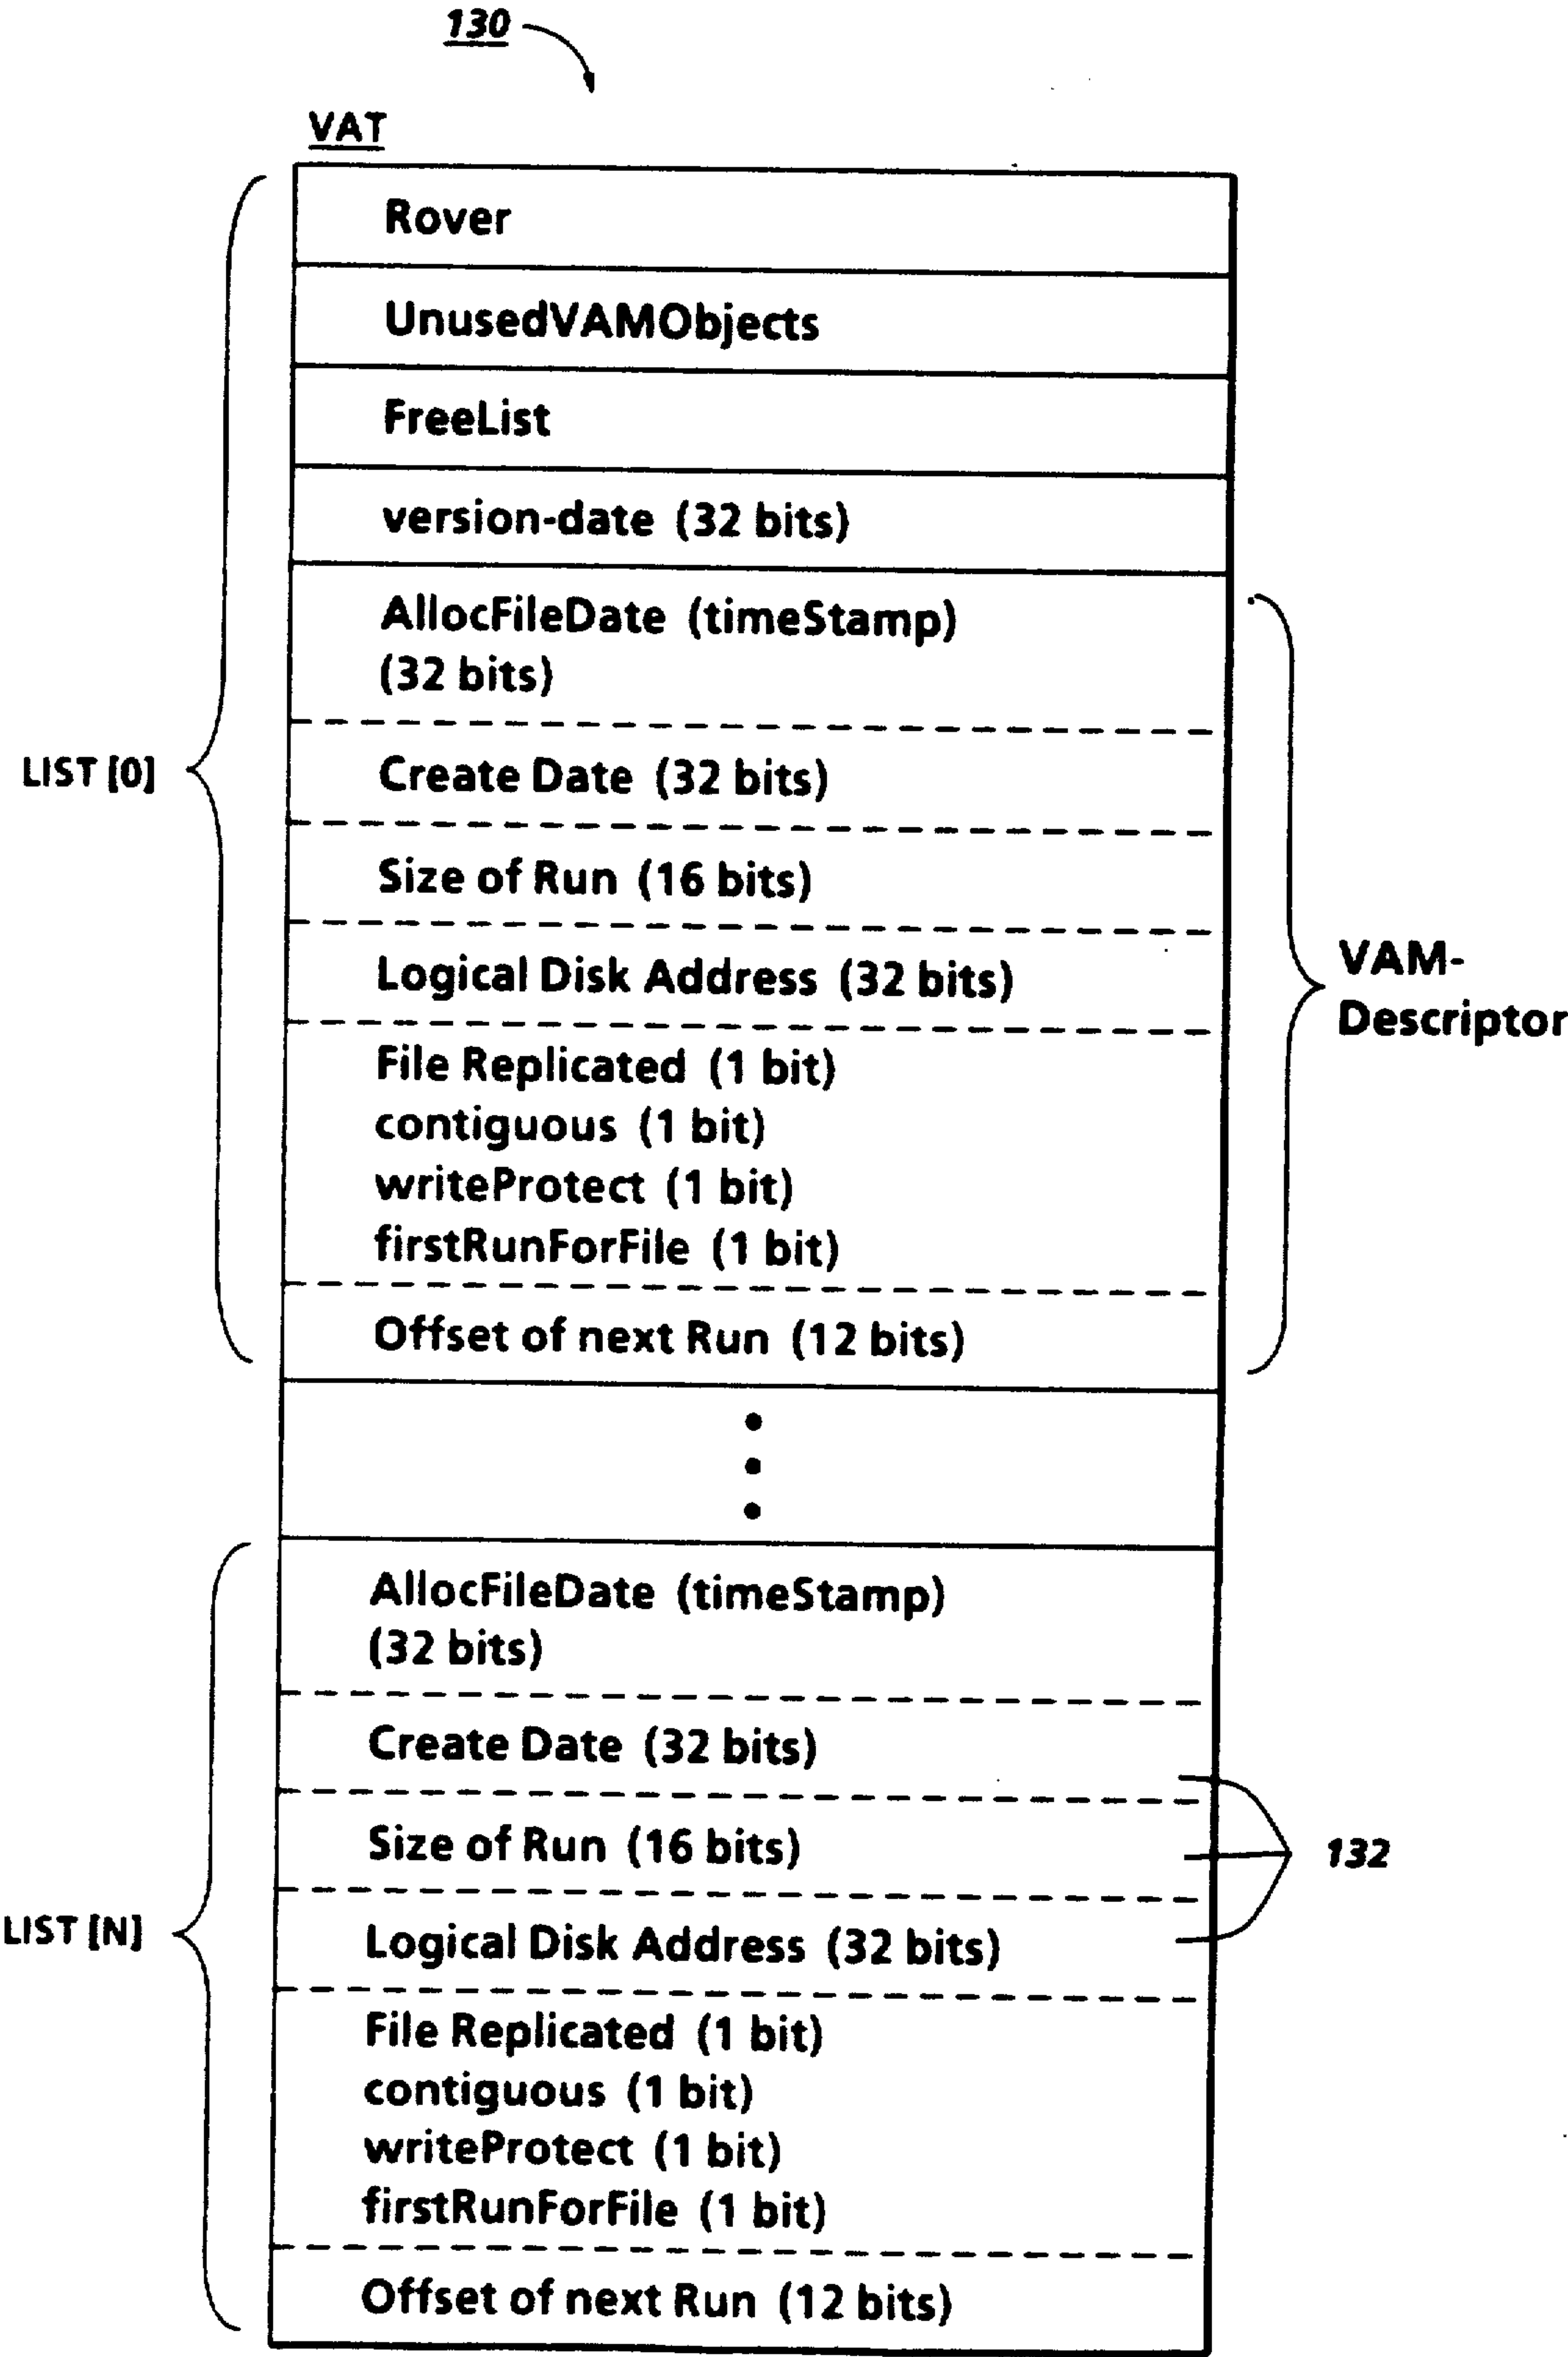 130
VAT
Rover
UnusedVAMObjects
FreeList
version-date (32 bits)
AllocFileDate (timeStamp)
(32 bits)
Create Date (32 bits)
LIST [0]
Size of Run (16 bits)
Logical Disk Address (32 bits)
VAM-
Descriptor
File Replicated (1 bit)
contiguous (1 bit)
writeProtect (1 bit)
firstRunForFile (1 bit)
Offset of next Run (12 bits)
AllocFileDate (timeStamp)
(32 bits)
Create Date (32 bits)
Size of Run (16 bits)
132
LIST [N]
Logical Disk Address (32 bits)
File Replicated (1 bit)
contiguous (1 bit)
writeProtect (1 bit)
firstRunForFile (1 bit)
Offset of next Run (12 bits)